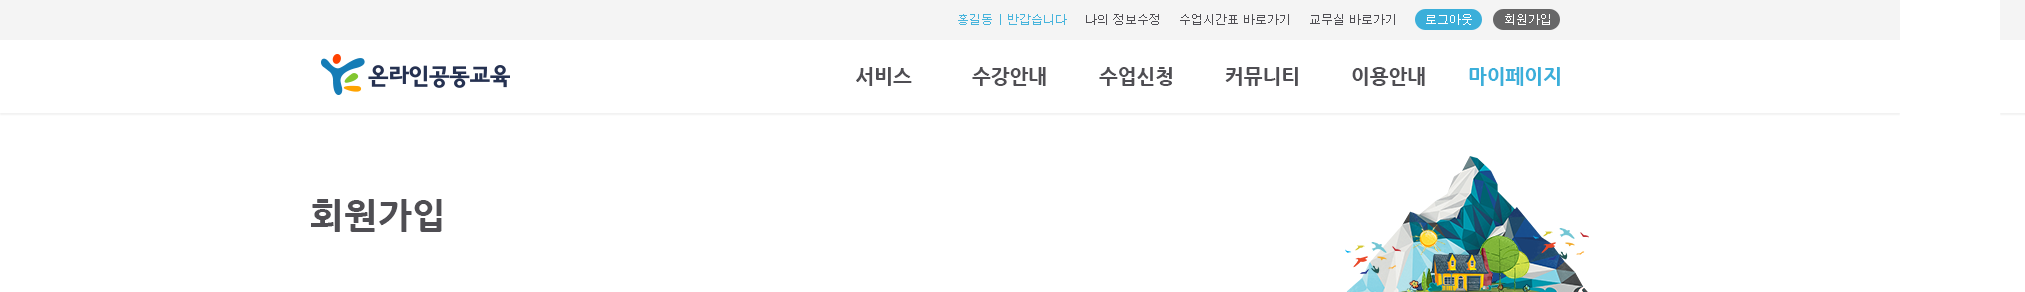 홍길동 | 반갑습니다 나의 정보수정 수업시간표 바로가기 교무실 바로가기 로그아웃 회원가입
온라인공동교육 서비스 수강안내 수업신청 커뮤니티 이용안내 마이페이지
회원가입